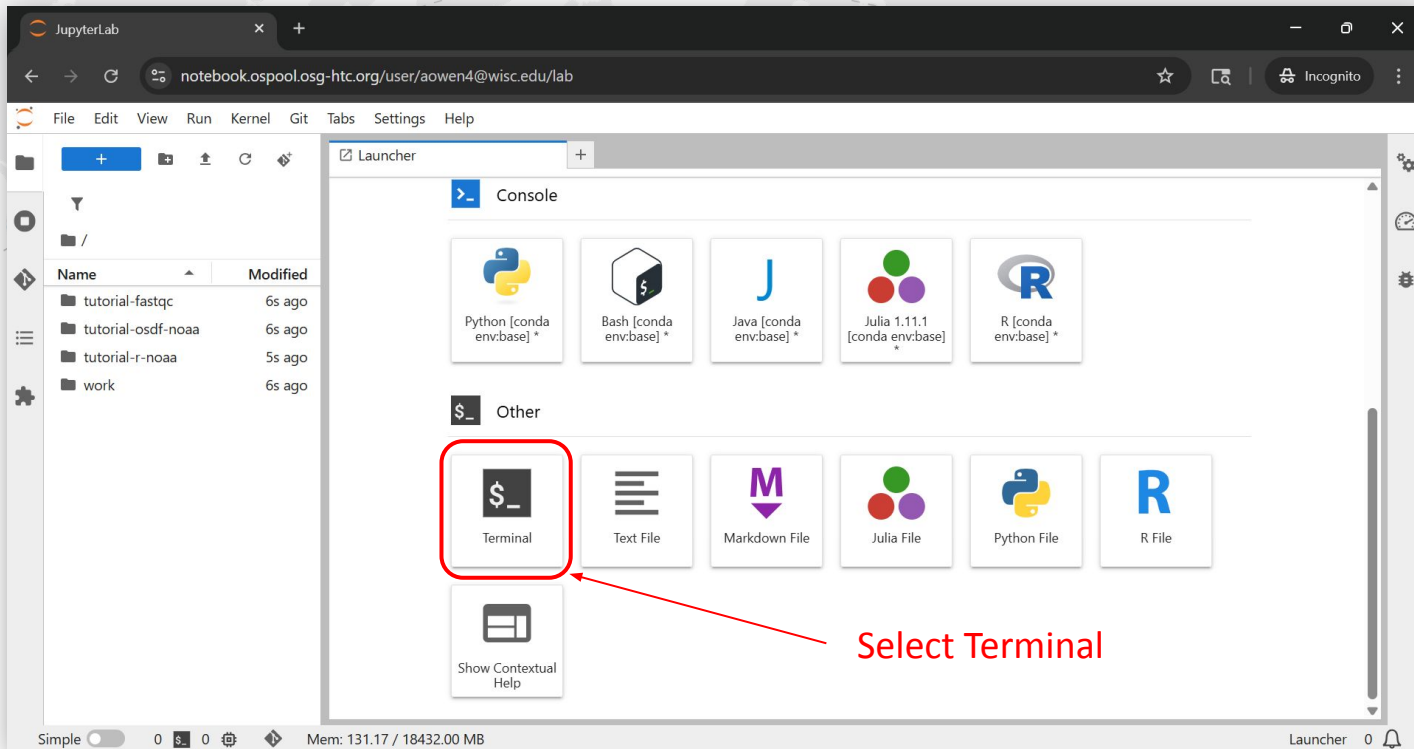 JupyterLab
notebook.ospool.osg-htc.org/user/aowen4@wisc.edu/lab
Incognito
File Edit View Run Kernel Git Tabs Settings Help
Launcher
/
Name Modified
tutorial-fastqc 6s ago
tutorial-osdf-noaa 6s ago
tutorial-r-noaa 5s ago
work 6s ago
>_ Console
Python [conda
env:base] *
$_
Bash [conda
env:base] *
J
Java [conda
env:base] *
Julia 1.11.1
[conda env:base]
*
R
R [conda
env:base] *
$_ Other
$_
Terminal
Text File
M
Markdown File
Julia File
Python File
R
R File
Show Contextual
Help
Select Terminal
Simple 0 $_ 0 Mem: 131.17 / 18432.00 MB Launcher 0